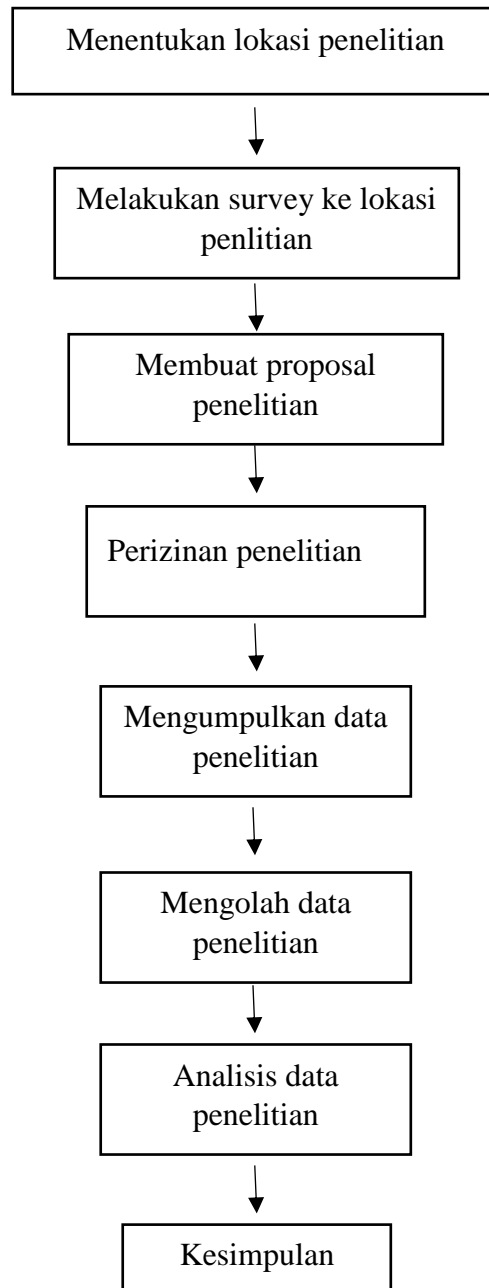 Menentukan lokasi penelitian
Melakukan survey ke lokasi
penlitian
Membuat proposal
penelitian
Perizinan penelitian
Mengumpulkan data
penelitian
Mengolah data
penelitian
Analisis data
penelitian
Kesimpulan